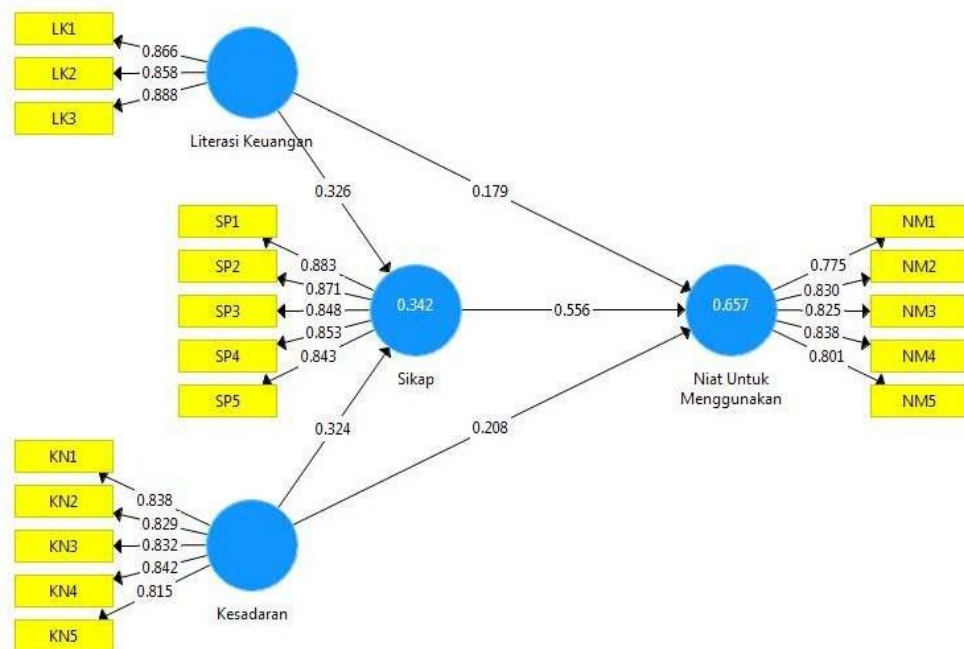 LK1
LK2
LK3
0.866
0.858
0.888
Literasi Keuangan
0.326
0.179
SP1
SP2
SP3
SP4
SP5
0.883
0.871
0.848
0.853
0.843
0.342
Sikap
0.556
0.657
Niat Untuk
Menggunakan
0.775
0.830
0.825
0.838
0.801
NM1
NM2
NM3
NM4
NM5
0.324
0.208
KN1
KN2
KN3
KN4
KN5
0.838
0.829
0.832
0.842
0.815
Kesadaran